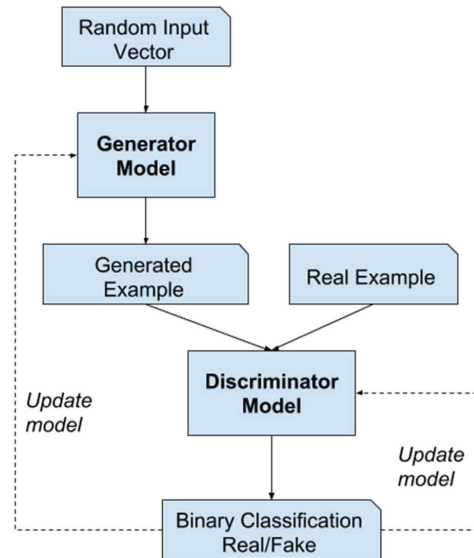 Random Input
Vector
Generator
Model
Generated
Example
Real Example
Discriminator
Model
Update
model
Update
model
Binary Classification
Real/Fake